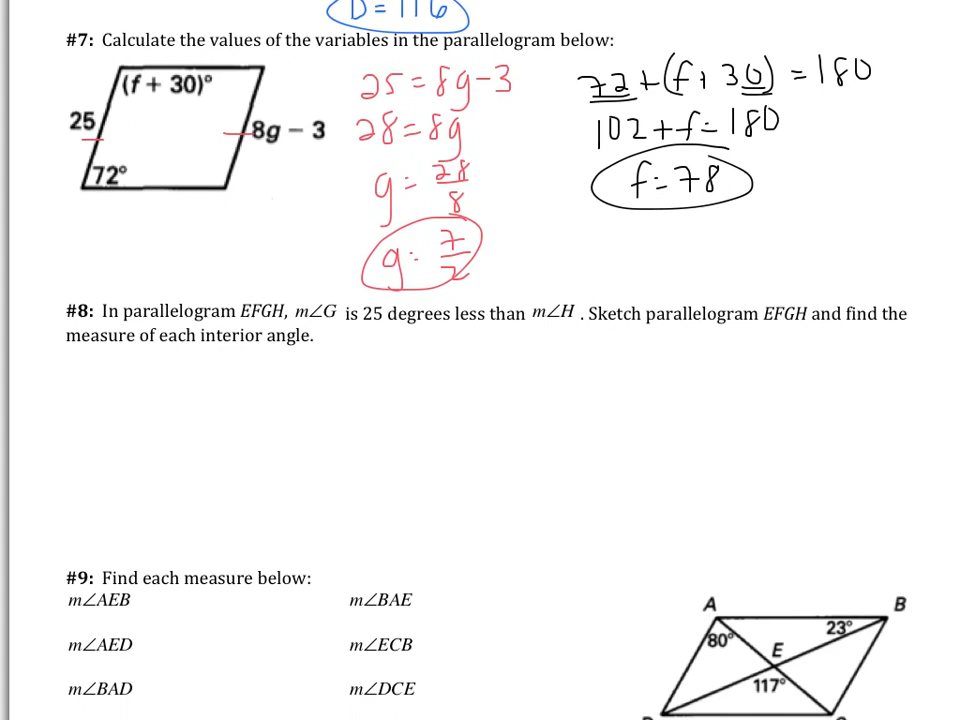 D = 116
#7: Calculate the values of the variables in the parallelogram below:
(f + 30)°
25
8g − 3
72°
25 = 8g - 3
28 = 8g
g = 28/8
g = 7/2
72 + (f + 30) = 180
102 + f = 180
f = 78
#8: In parallelogram EFGH, m∠G is 25 degrees less than m∠H . Sketch parallelogram EFGH and find the
measure of each interior angle.
#9: Find each measure below:
m∠AEB m∠BAE
m∠AED m∠ECB
m∠BAD m∠DCE
A
B
23°
80°
E
117°